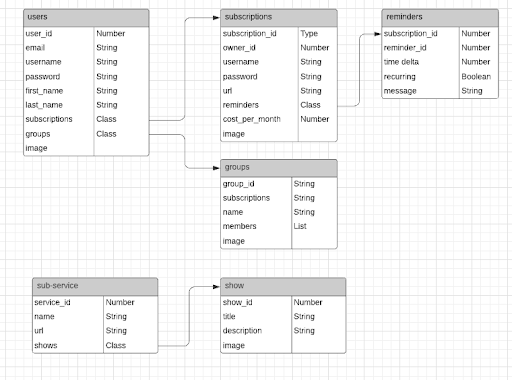 users
user_id Number
email String
username String
password String
first_name String
last_name String
subscriptions Class
groups Class
image
subscriptions
subscription_id Type
owner_id Number
username String
password String
url String
reminders Class
cost_per_month Number
image
reminders
subscription_id Number
reminder_id Number
time delta Number
recurring Boolean
message String
groups
group_id String
subscriptions String
name String
members List
image
sub-service
service_id Number
name String
url String
shows Class
show
show_id Number
title String
description String
image